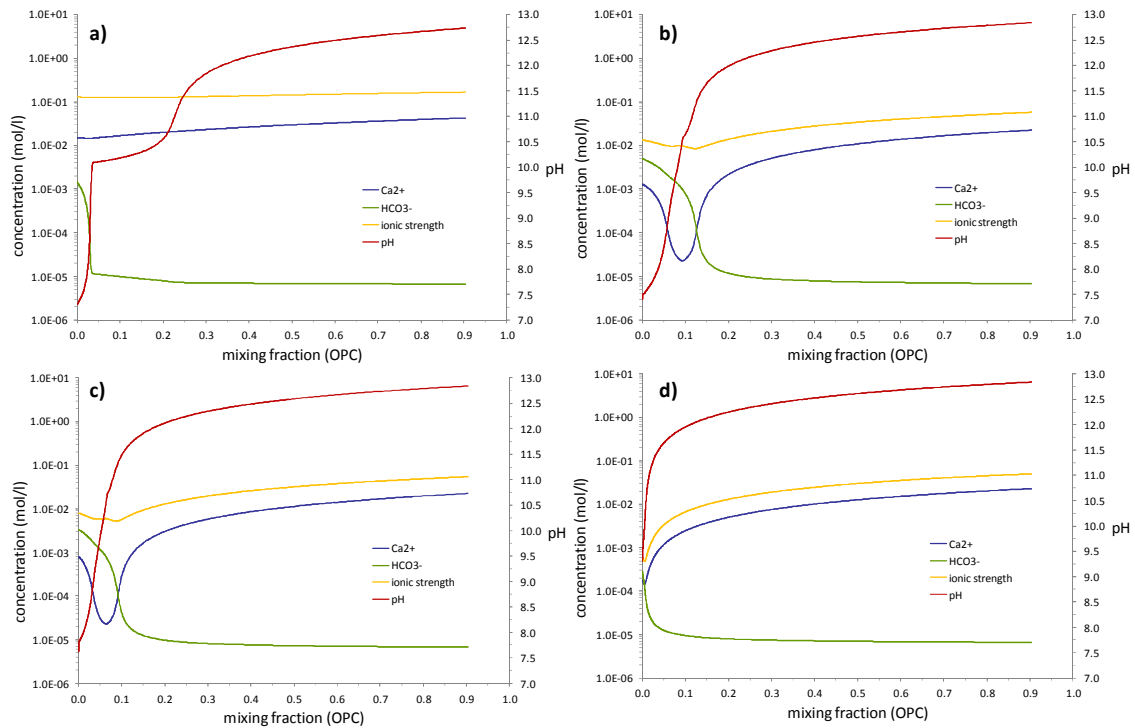 a)
concentration (mol/l)
1.0E+01
1.0E+00
1.0E-01
1.0E-02
1.0E-03
1.0E-04
1.0E-05
1.0E-06
13.0
12.5
12.0
11.5
11.0
10.5
10.0
9.5
9.0
8.5
8.0
7.5
7.0
pH
Ca2+
HCO3-
ionic strength
pH
0.0 0.1 0.2 0.3 0.4 0.5 0.6 0.7 0.8 0.9 1.0
mixing fraction (OPC)
b)
concentration (mol/l)
1.0E+01
1.0E+00
1.0E-01
1.0E-02
1.0E-03
1.0E-04
1.0E-05
1.0E-06
13.0
12.5
12.0
11.5
11.0
10.5
10.0
9.5
9.0
8.5
8.0
7.5
7.0
pH
Ca2+
HCO3-
ionic strength
pH
0.0 0.1 0.2 0.3 0.4 0.5 0.6 0.7 0.8 0.9 1.0
mixing fraction (OPC)
c)
concentration (mol/l)
1.0E+01
1.0E+00
1.0E-01
1.0E-02
1.0E-03
1.0E-04
1.0E-05
1.0E-06
13.0
12.5
12.0
11.5
11.0
10.5
10.0
9.5
9.0
8.5
8.0
7.5
7.0
pH
Ca2+
HCO3-
ionic strength
pH
0.0 0.1 0.2 0.3 0.4 0.5 0.6 0.7 0.8 0.9 1.0
mixing fraction (OPC)
d)
concentration (mol/l)
1.0E+01
1.0E+00
1.0E-01
1.0E-02
1.0E-03
1.0E-04
1.0E-05
1.0E-06
13.0
12.5
12.0
11.5
11.0
10.5
10.0
9.5
9.0
8.5
8.0
7.5
7.0
pH
Ca2+
HCO3-
ionic strength
pH
0.0 0.1 0.2 0.3 0.4 0.5 0.6 0.7 0.8 0.9 1.0
mixing fraction (OPC)